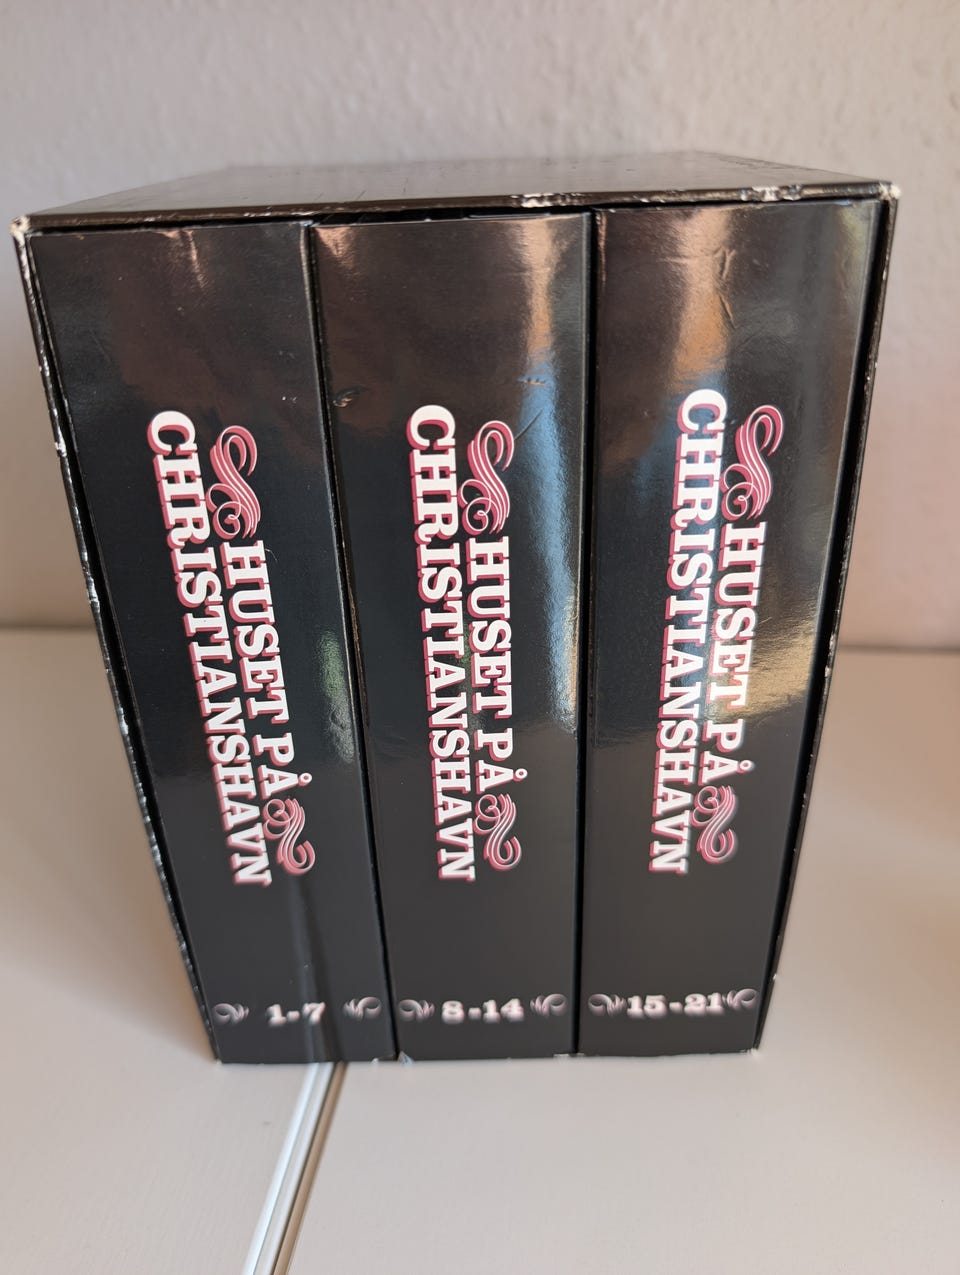 HUSET PÅ
CHRISTIANSHAVN
1-7
HUSET PÅ
CHRISTIANSHAVN
8-14
HUSET PÅ
CHRISTIANSHAVN
15-21